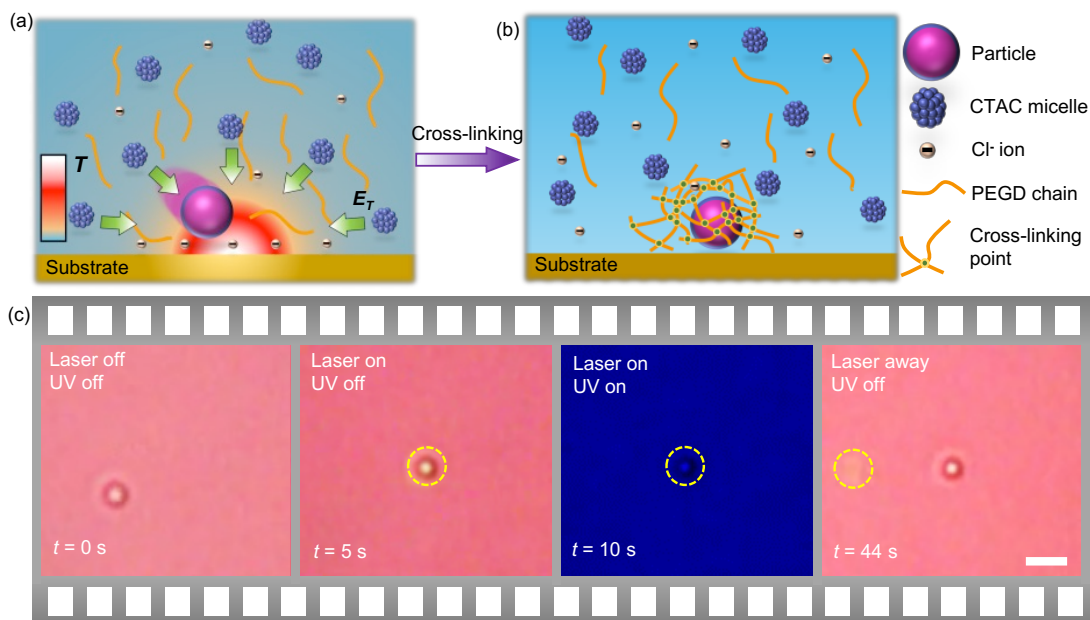 (a)
T
E_T
Substrate
Cross-linking
(b)
Substrate
Particle
CTAC micelle
Cl⁻ ion
PEGD chain
Cross-linking
point
(c)
Laser off
UV off
t = 0 s
Laser on
UV off
t = 5 s
Laser on
UV on
t = 10 s
Laser away
UV off
t = 44 s